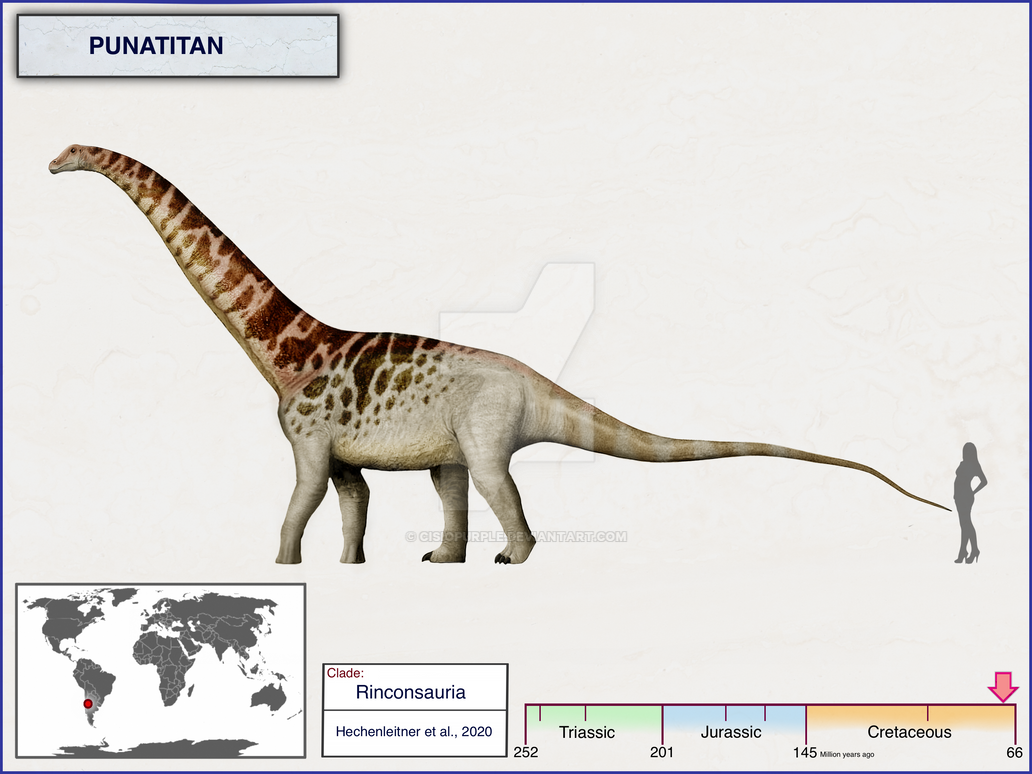 PUNATITAN
© CISIOPURPLE.DEVIANTART.COM
Clade:
Rinconsauria
Hechenleitner et al., 2020
Triassic Jurassic Cretaceous
252 201 145 Million years ago 66